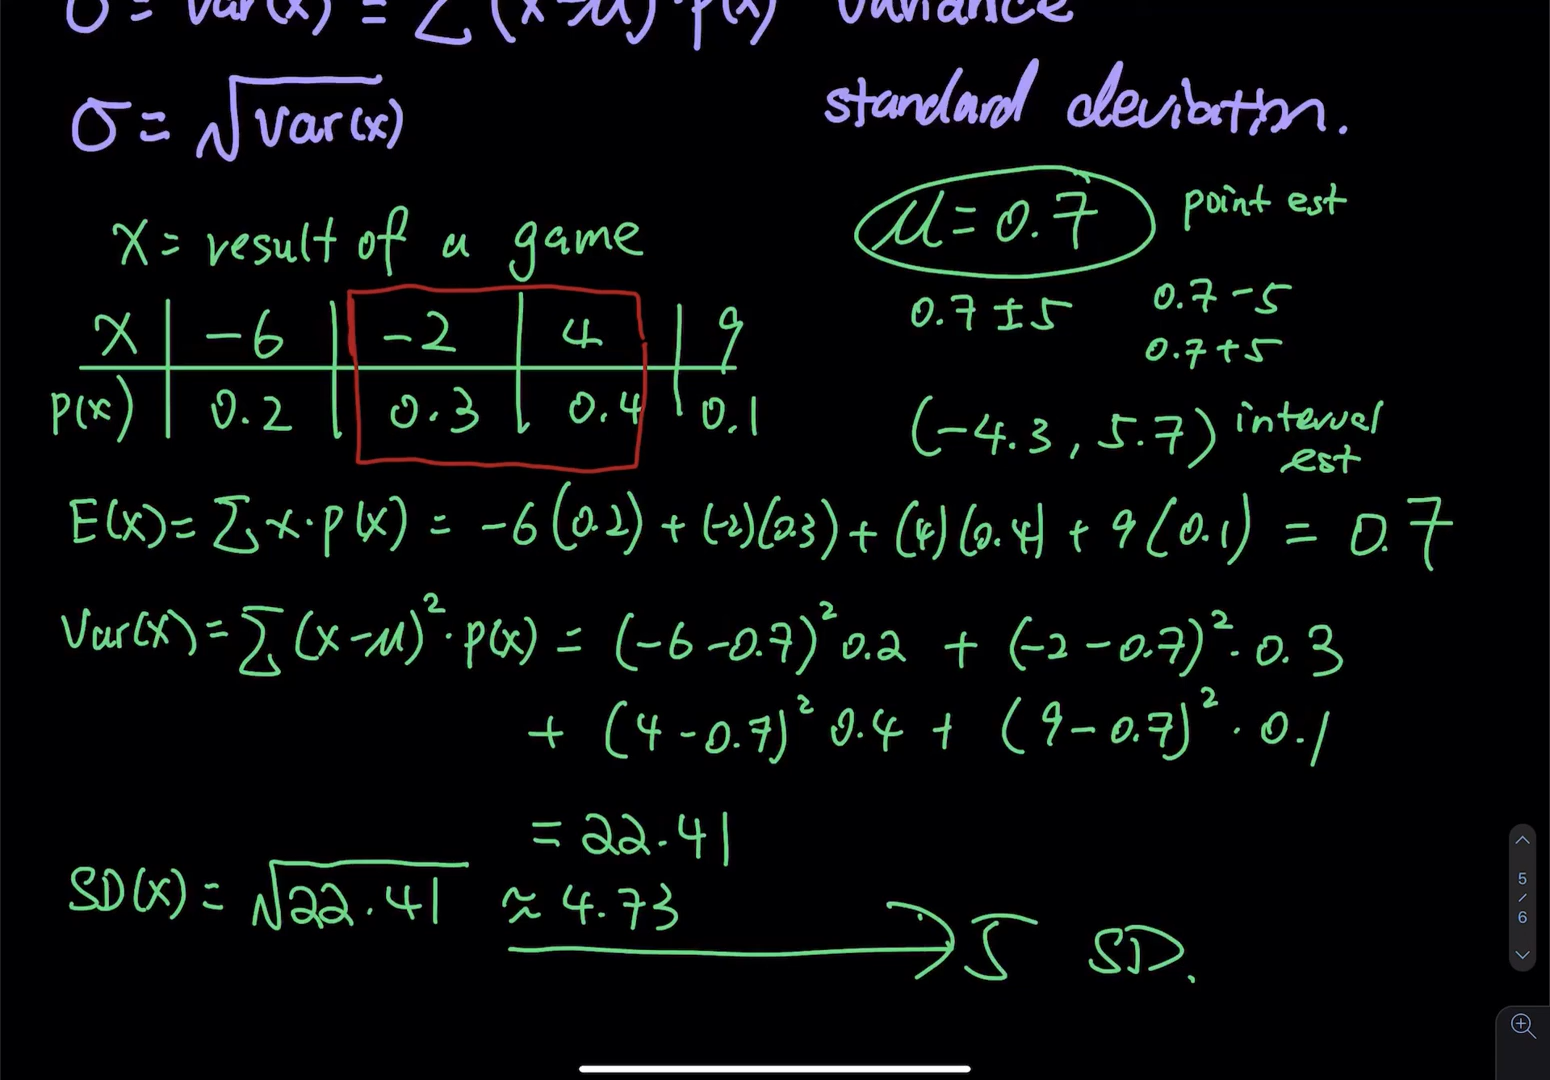 σ² = Var(x) = ∑ (x-μ)²·p(x) variance
σ = √Var(x) standard deviation.
x = result of a game
μ = 0.7 point est
0.7 ± 5
0.7 - 5
0.7 + 5
x | -6 | -2 | 4 | 9
p(x) | 0.2 | 0.3 | 0.4 | 0.1
(-4.3, 5.7) interval
est
E(x) = ∑ x·p(x) = -6(0.2) + (-2)(0.3) + (4)(0.4) + 9(0.1) = 0.7
Var(x) = ∑ (x-μ)²·p(x) = (-6-0.7)² 0.2 + (-2-0.7)²·0.3
+ (4-0.7)² 0.4 + (9-0.7)²·0.1
= 22.41
SD(x) = √22.41 ≈ 4.73
5 SD.
5
/
6